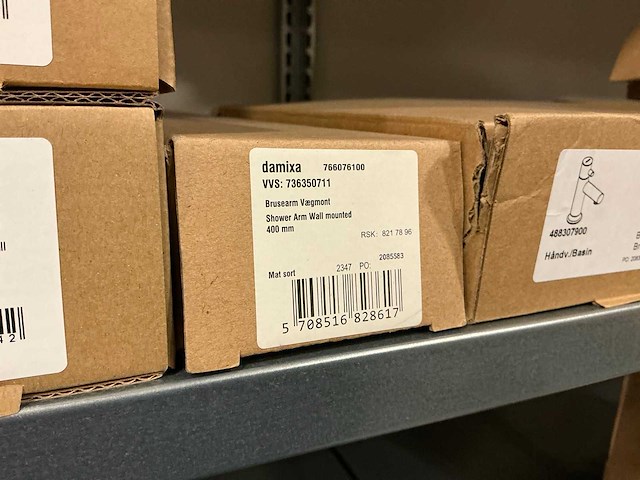 damixa 766076100
VVS: 736350711
Brusearm Vægmont
Shower Arm Wall mounted
400 mm
RSK: 821 78 96
2347 PO: 2085583
Mat sort
5 708516 828617
488307900
Håndv./Basin